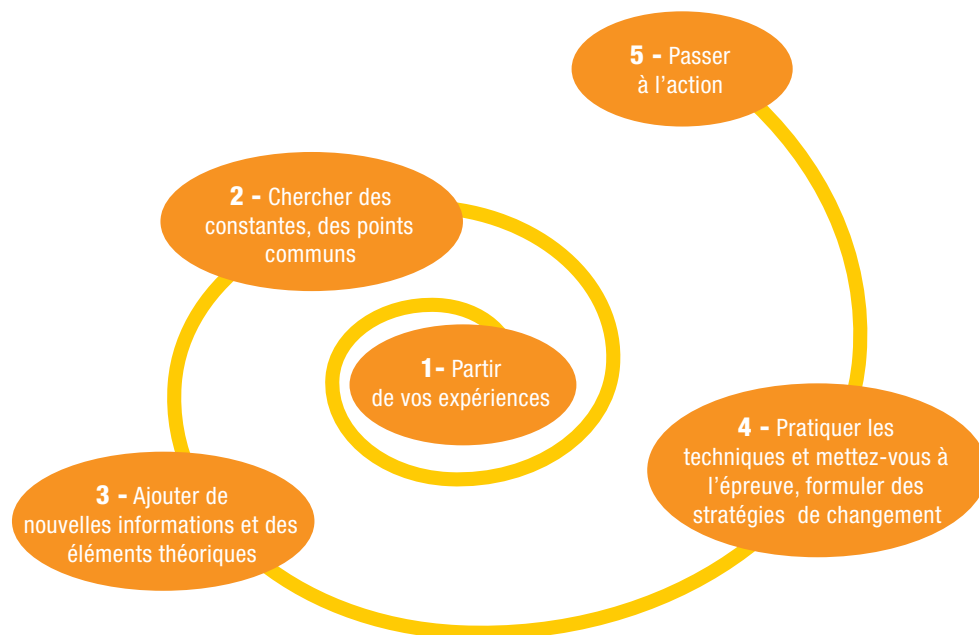 1- Partir
de vos expériences
2 - Chercher des
constantes, des points
communs
3 - Ajouter de
nouvelles informations et des
éléments théoriques
4 - Pratiquer les
techniques et mettez-vous à
l’épreuve, formuler des
stratégies  de changement
5 - Passer
à l’action